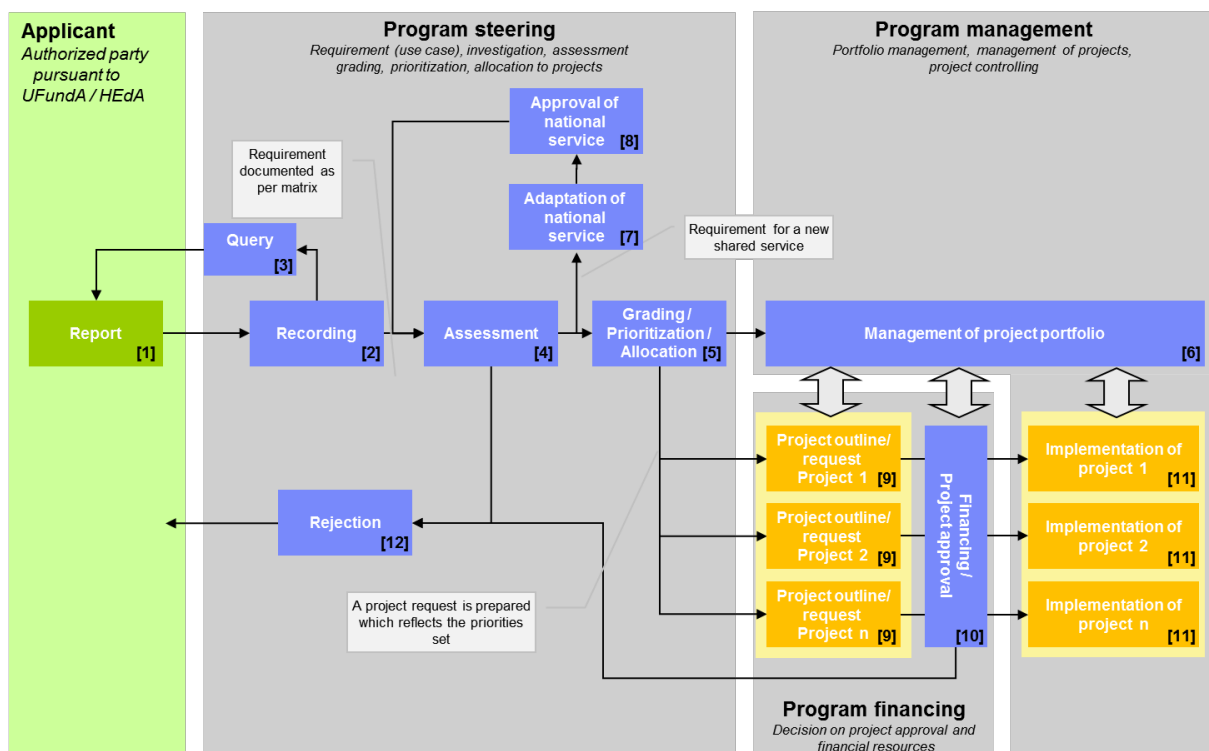 Applicant
Authorized party
pursuant to
UFundA / HEdA
Program steering
Requirement (use case), investigation, assessment
grading, prioritization, allocation to projects
Program management
Portfolio management, management of projects,
project controlling
Approval of
national
service
[8]
Requirement
documented as
per matrix
Adaptation of
national
service
[7]
Requirement for a new
shared service
Query
[3]
Report
[1]
Recording
[2]
Assessment
[4]
Grading /
Prioritization /
Allocation
[5]
Management of project portfolio
[6]
Project outline/
request
Project 1
[9]
Project outline/
request
Project 2
[9]
Project outline/
request
Project n
[9]
Financing /
Project approval
[10]
Implementation of
project 1
[11]
Implementation of
project 2
[11]
Implementation of
project n
[11]
Rejection
[12]
A project request is prepared
which reflects the priorities
set
Program financing
Decision on project approval and
financial resources